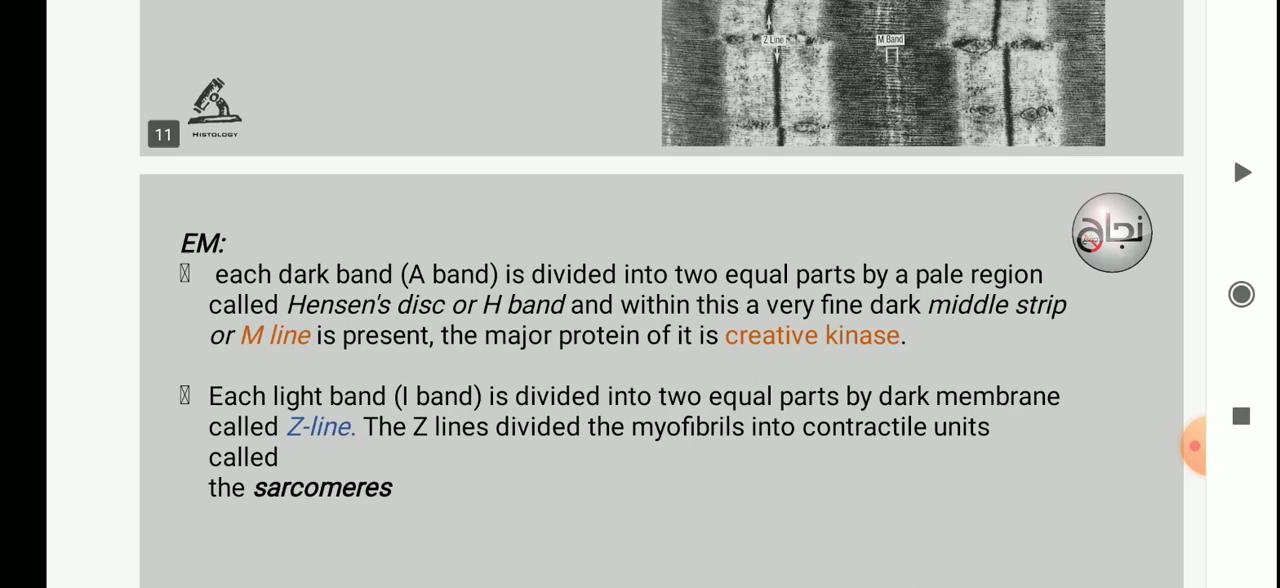 Z Line
M Band
11
HISTOLOGY
EM:
each dark band (A band) is divided into two equal parts by a pale region
called Hensen's disc or H band and within this a very fine dark middle strip
or M line is present, the major protein of it is creative kinase.
Each light band (I band) is divided into two equal parts by dark membrane
called Z-line. The Z lines divided the myofibrils into contractile units
called
the sarcomeres